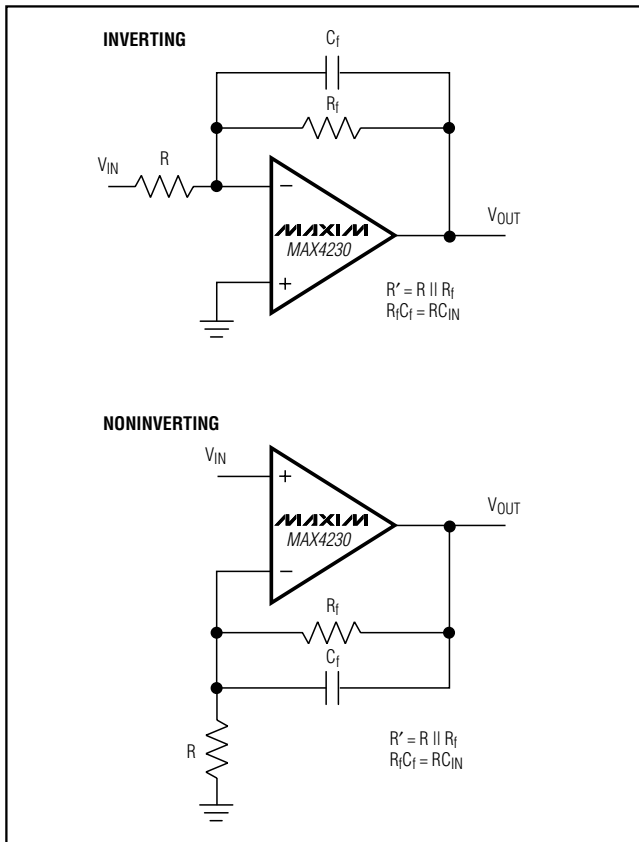 INVERTING
Cf
Rf
VIN
R
−
MAXIM
MAX4230
+
VOUT
R′ = R || Rf
RfCf = RCIN
NONINVERTING
VIN
+
MAXIM
MAX4230
−
VOUT
Rf
Cf
R
R′ = R || Rf
RfCf = RCIN